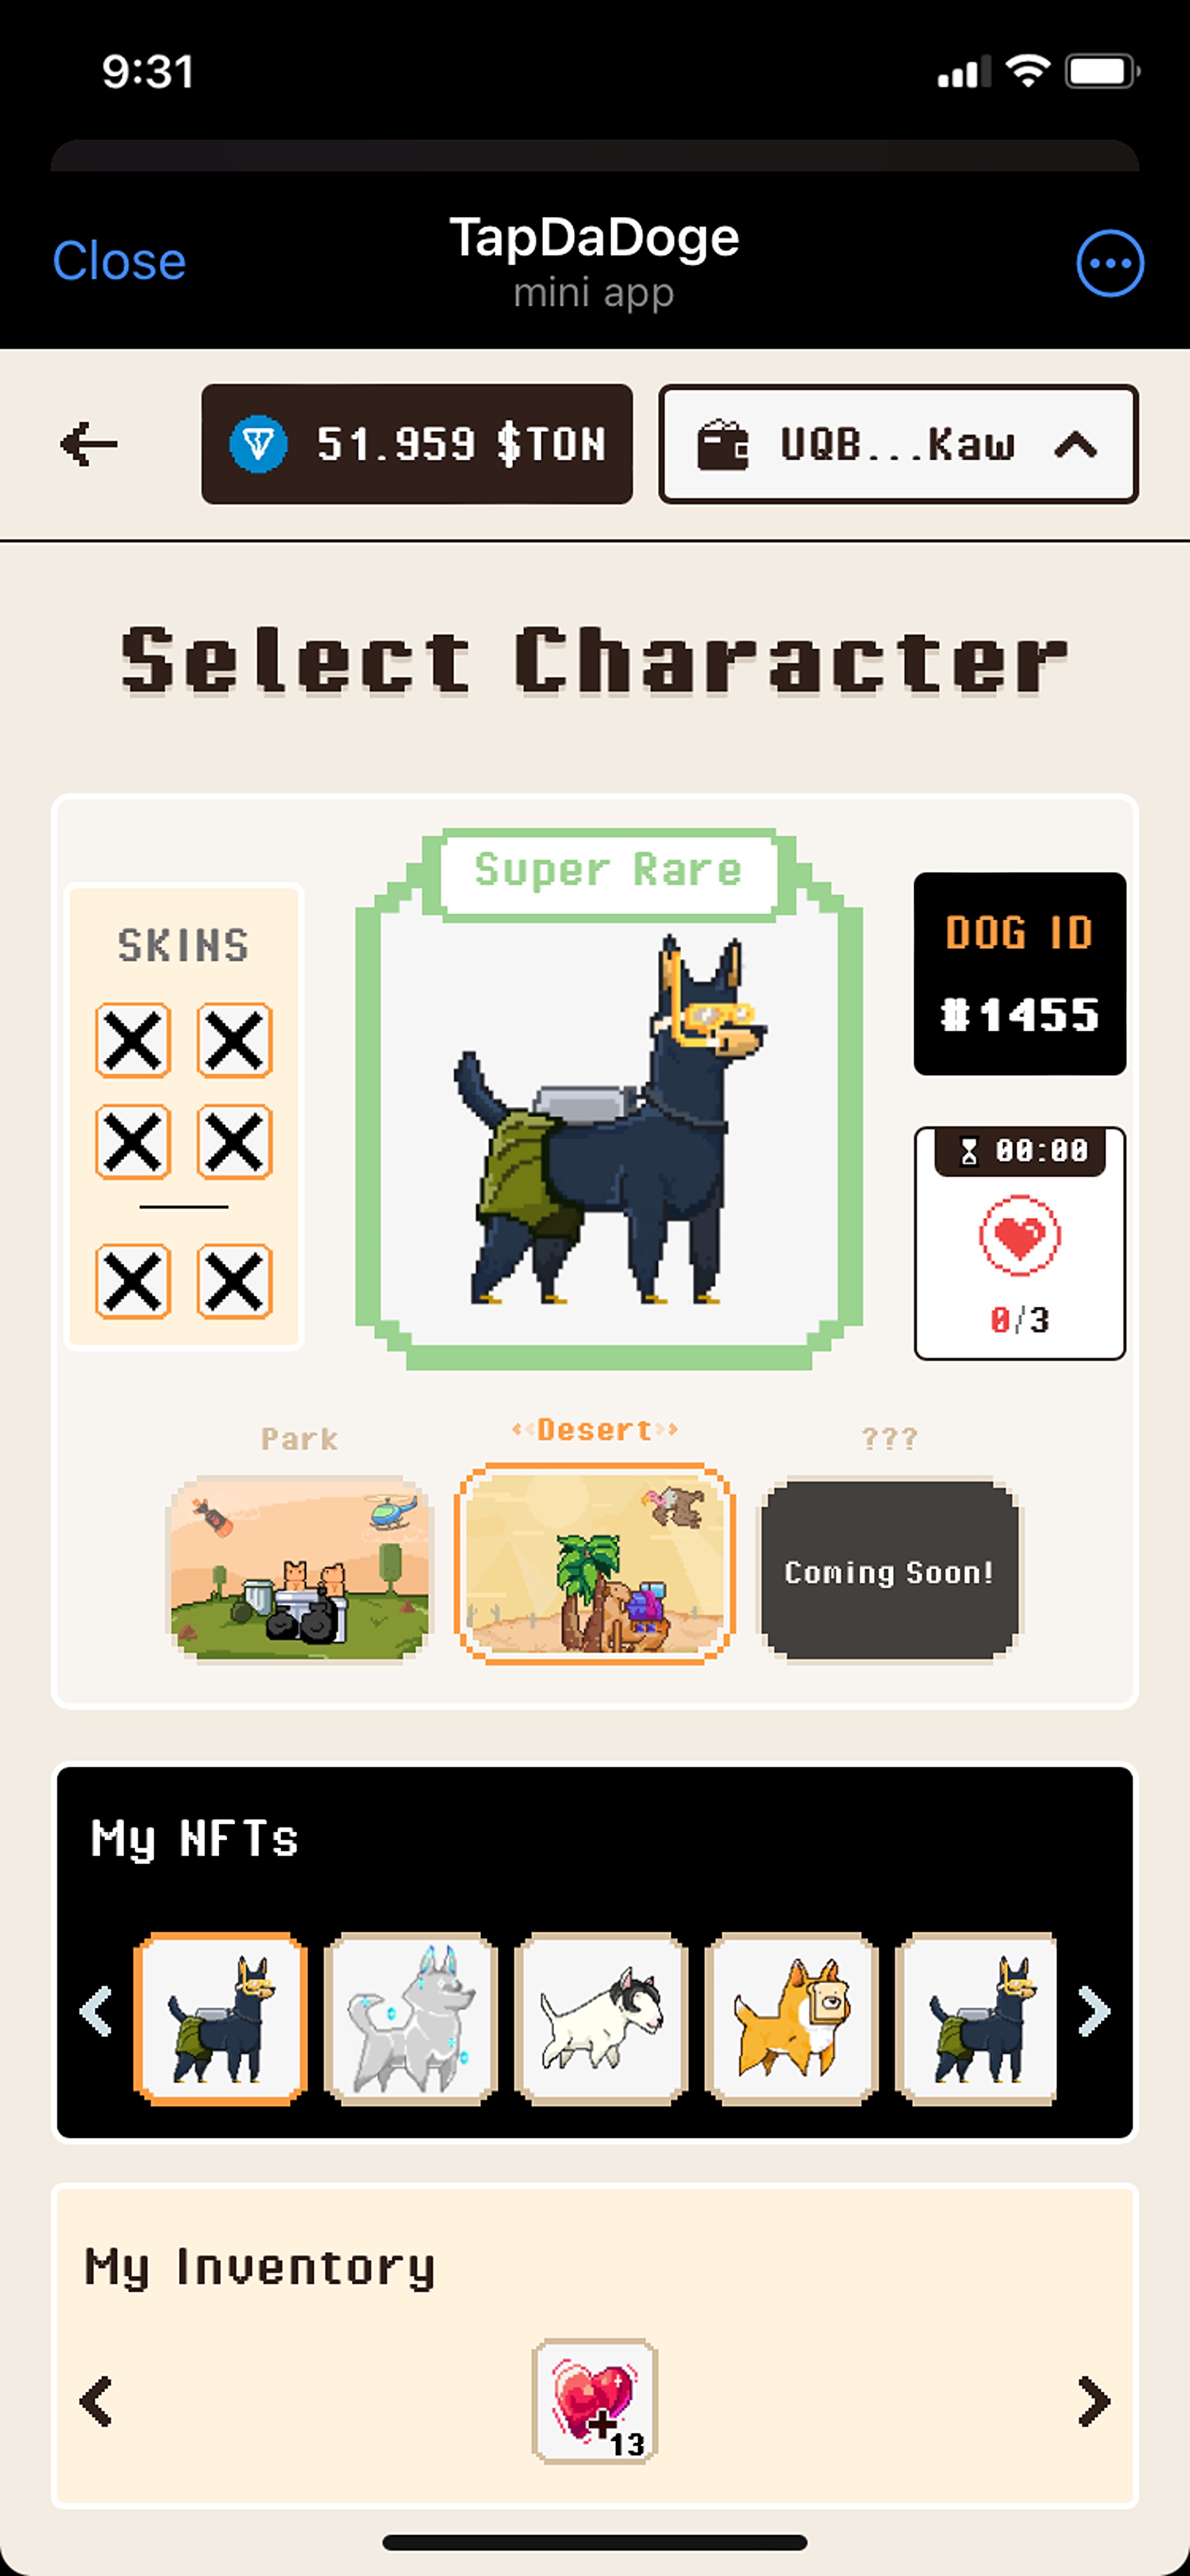 9:31
Close
TapDaDoge
mini app
51.959 $TON
UQB...Kaw
Select Character
Super Rare
SKINS
DOG ID
#1455
00:00
0/3
Park
Desert
???
Coming Soon!
My NFTs
My Inventory
+13